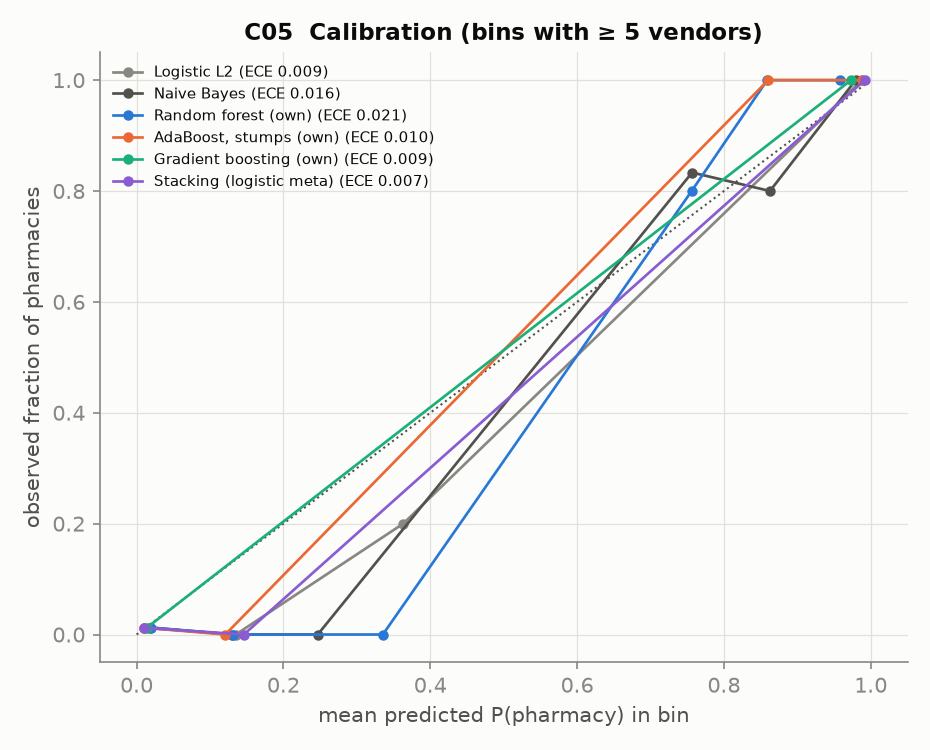 C05  Calibration (bins with ≥ 5 vendors)
Logistic L2 (ECE 0.009)
Naive Bayes (ECE 0.016)
Random forest (own) (ECE 0.021)
AdaBoost, stumps (own) (ECE 0.010)
Gradient boosting (own) (ECE 0.009)
Stacking (logistic meta) (ECE 0.007)
observed fraction of pharmacies
1.0
0.8
0.6
0.4
0.2
0.0
0.0 0.2 0.4 0.6 0.8 1.0
mean predicted P(pharmacy) in bin